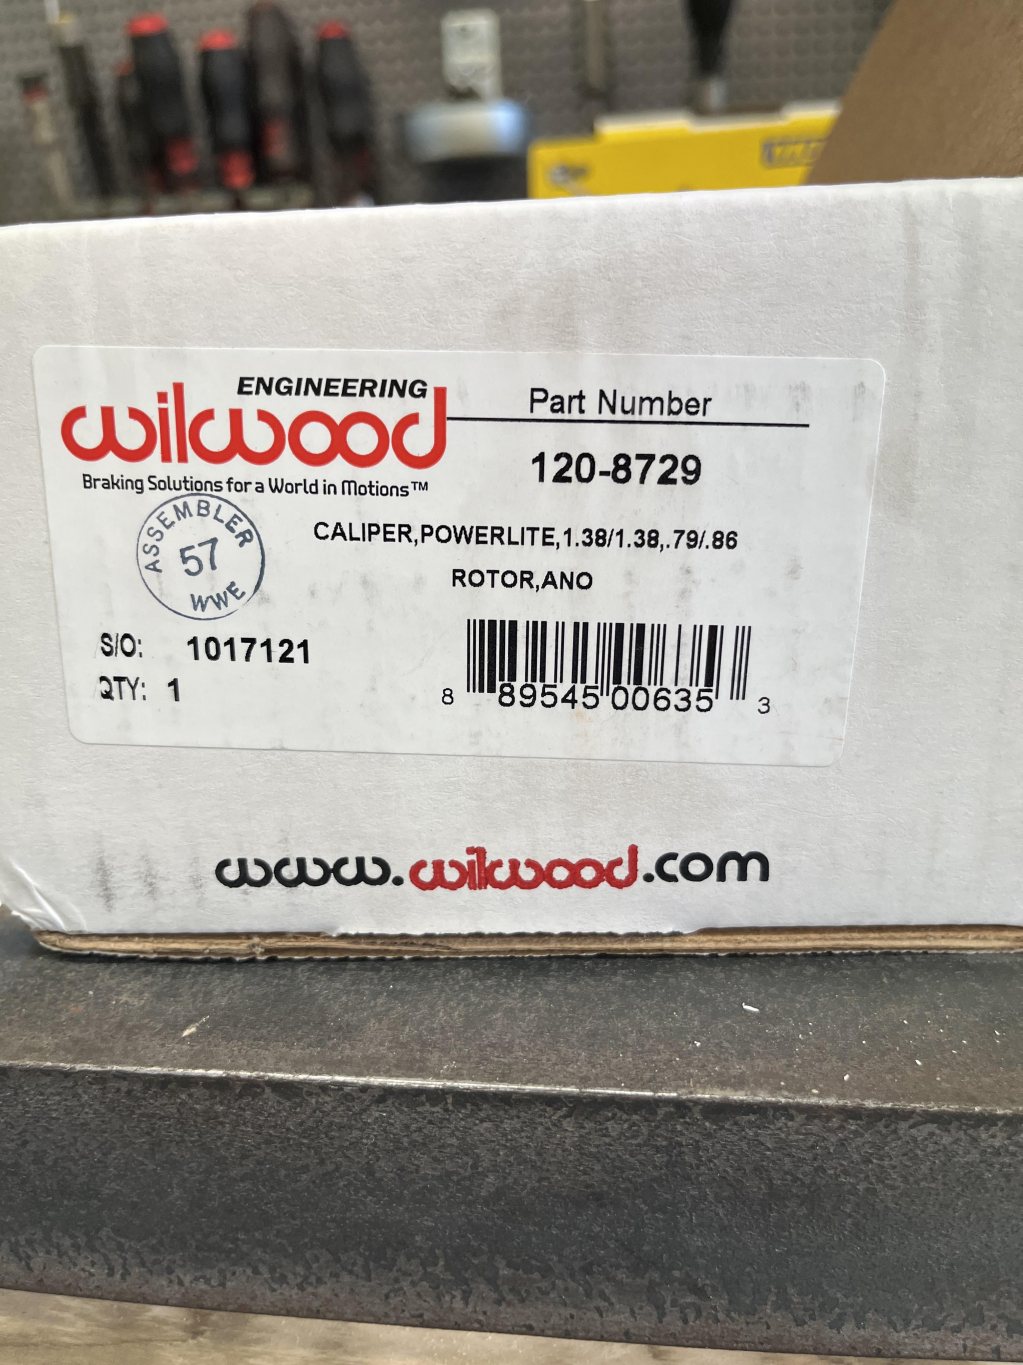 ENGINEERING
wilwood
Braking Solutions for a World in Motions™
Part Number
120-8729
ASSEMBLER
57
WWE
CALIPER,POWERLITE,1.38/1.38,.79/.86
ROTOR,ANO
S/O: 1017121
QTY: 1
8 89545 00635 3
www.wilwood.com